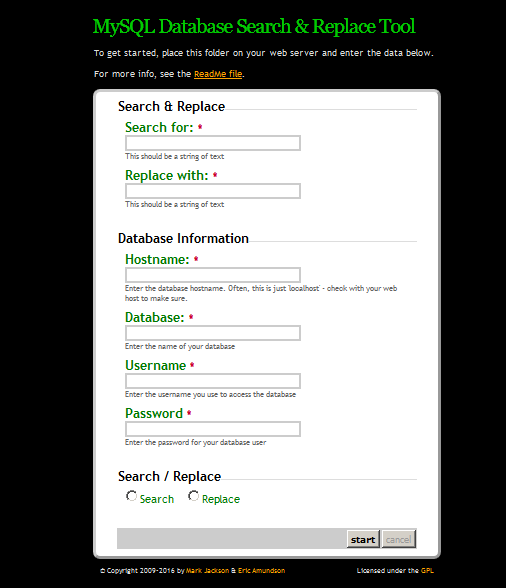 MySQL Database Search & Replace Tool
To get started, place this folder on your web server and enter the data below.
For more info, see the ReadMe file.
Search & Replace
Search for: *
This should be a string of text
Replace with: *
This should be a string of text
Database Information
Hostname: *
Enter the database hostname. Often, this is just 'localhost' - check with your web
host to make sure.
Database: *
Enter the name of your database
Username *
Enter the username you use to access the database
Password *
Enter the password for your database user
Search / Replace
Search Replace
start cancel
© Copyright 2009-2016 by Mark Jackson & Eric Amundson Licensed under the GPL